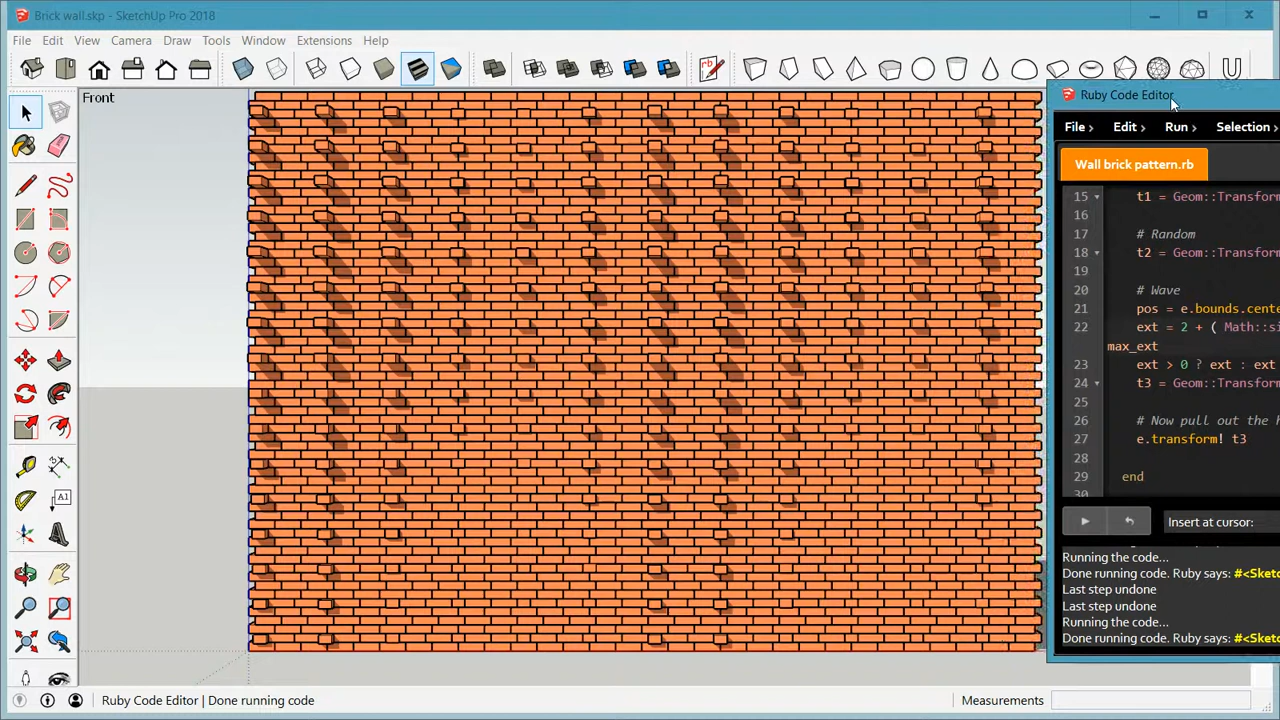 Brick wall.skp - SketchUp Pro 2018
File Edit View Camera Draw Tools Window Extensions Help
Front
A1
Ruby Code Editor
File › Edit › Run › Selection ›
Wall brick pattern.rb
15 t1 = Geom::Transform
16
17 # Random
18 t2 = Geom::Transform
19
20 # Wave
21 pos = e.bounds.cente
22 ext = 2 + ( Math::si
max_ext
23 ext > 0 ? ext : ext
24 t3 = Geom::Transform
25
26 # Now pull out the h
27 e.transform! t3
28
29 end
30
Insert at cursor:
Running the code...
Done running code. Ruby says: #<Sketc
Last step undone
Last step undone
Running the code...
Done running code. Ruby says: #<Sketc
Ruby Code Editor | Done running code
Measurements